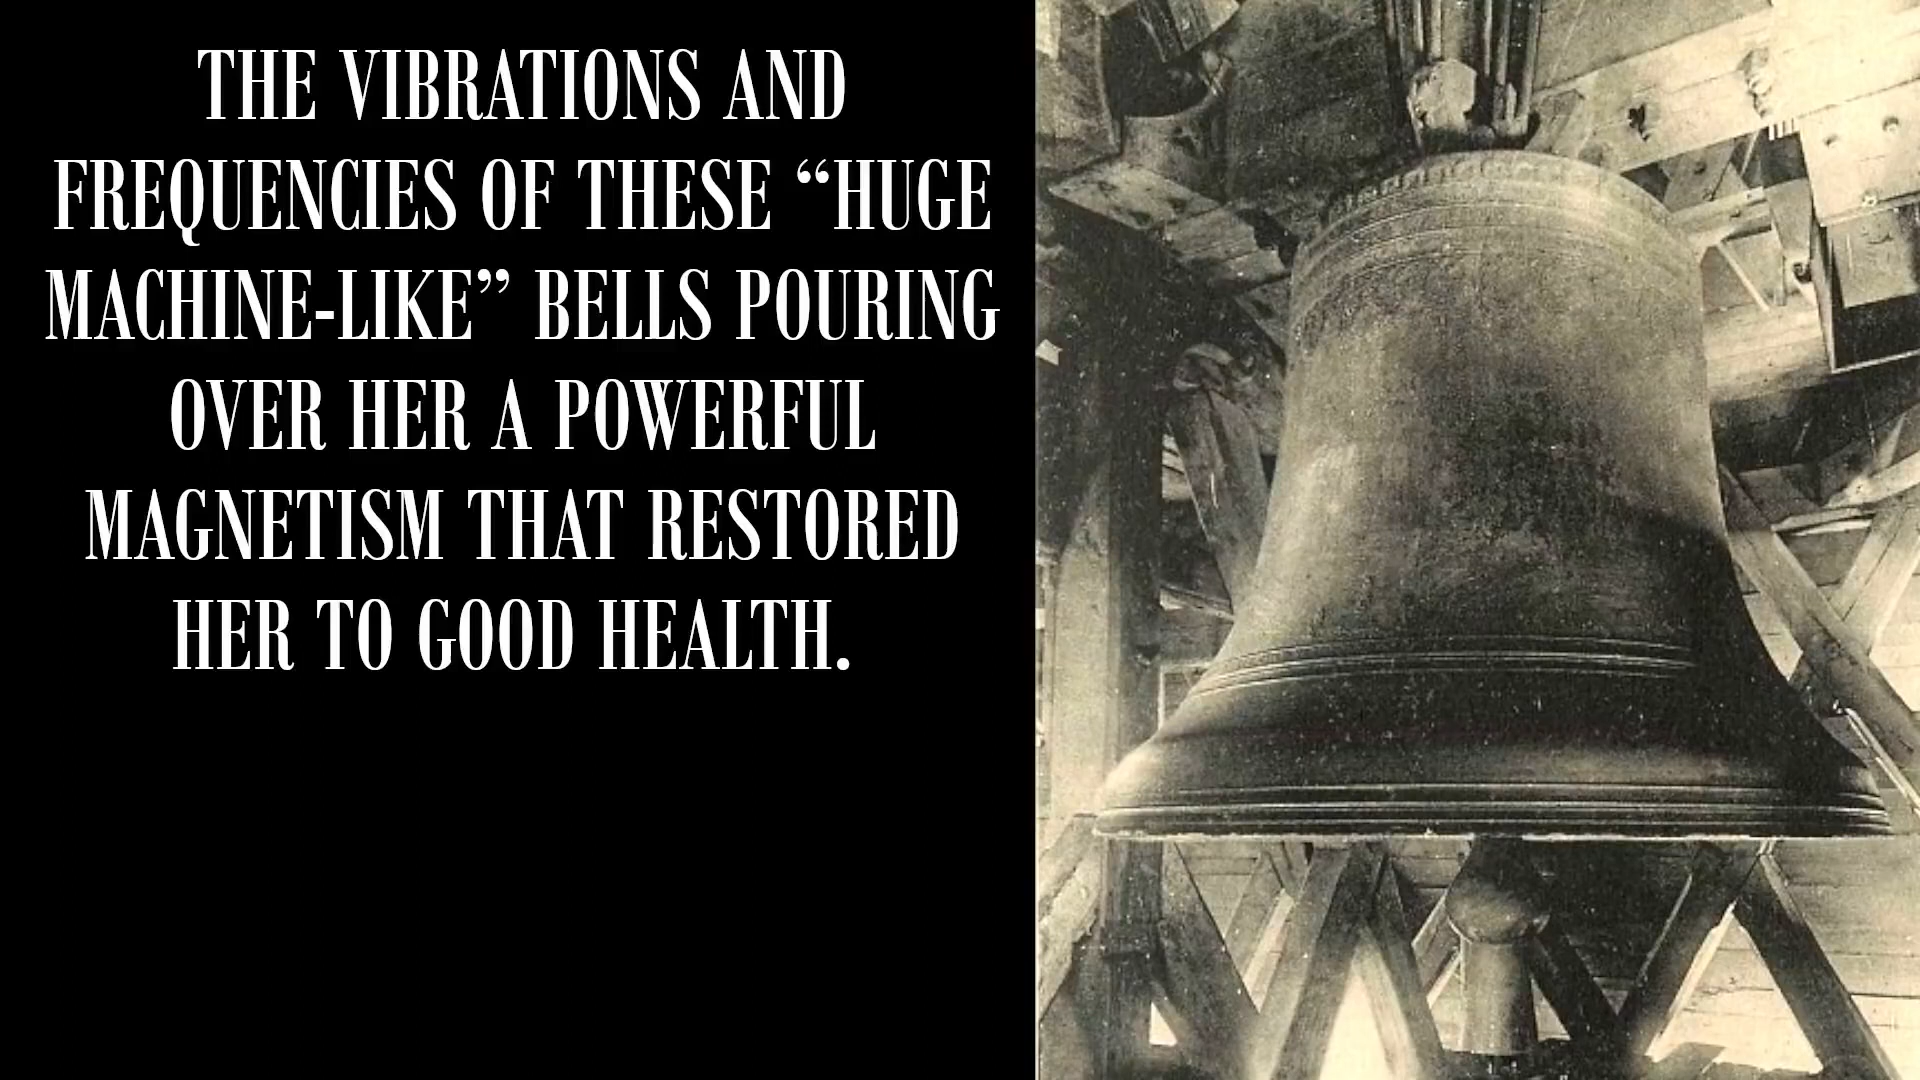 THE VIBRATIONS AND
FREQUENCIES OF THESE “HUGE
MACHINE-LIKE” BELLS POURING
OVER HER A POWERFUL
MAGNETISM THAT RESTORED
HER TO GOOD HEALTH.